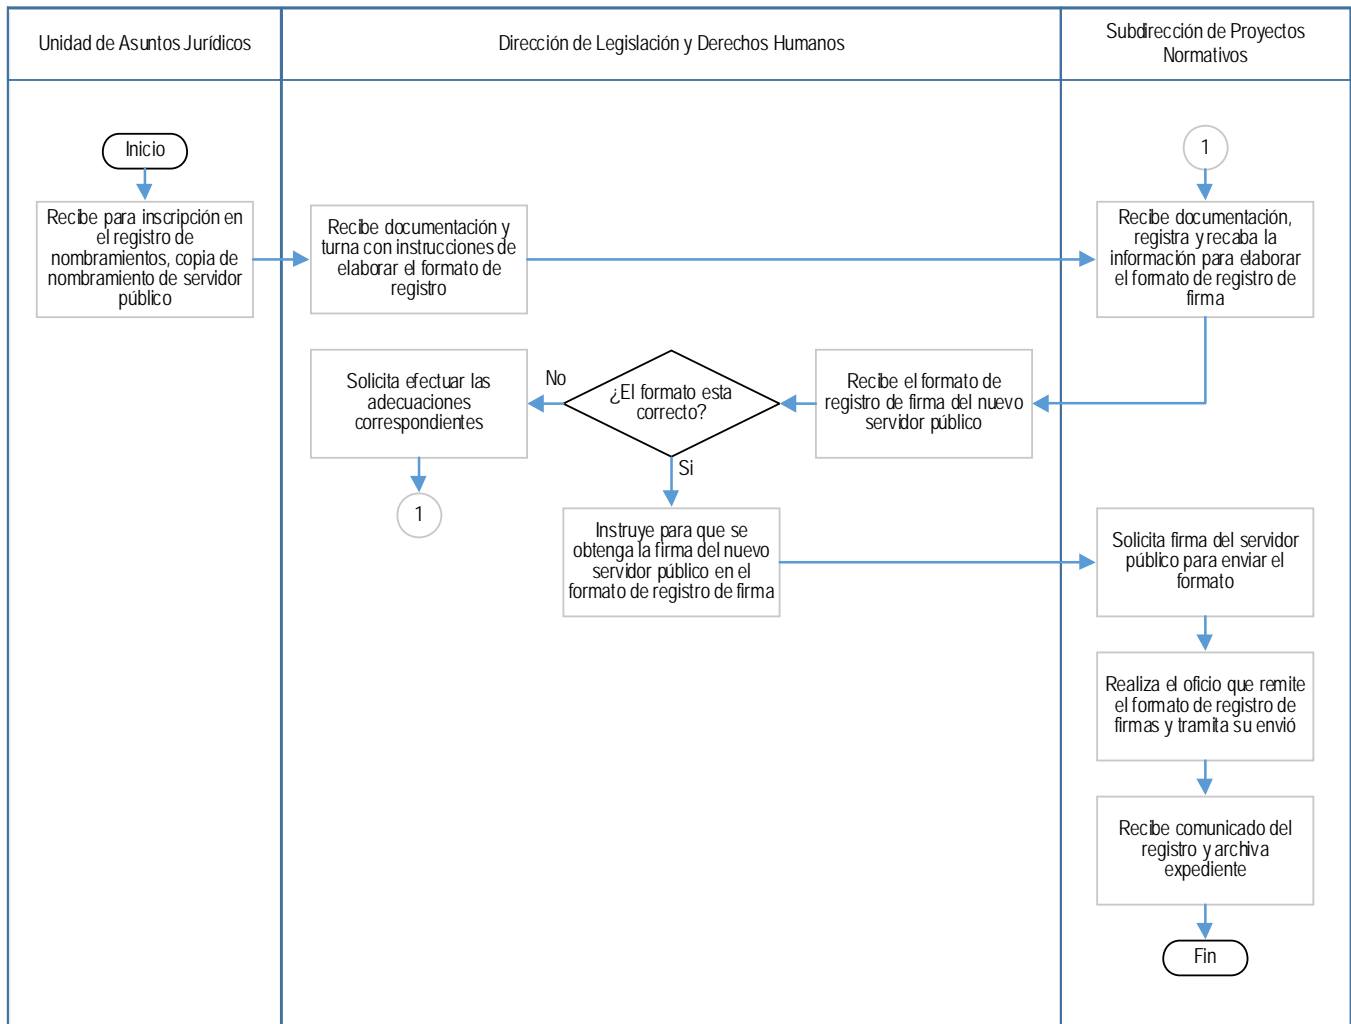 Unidad de Asuntos Jurídicos
Dirección de Legislación y Derechos Humanos
Subdirección de Proyectos
Normativos
Inicio
1
Recibe para inscripción en
el registro de
nombramientos, copia de
nombramiento de servidor
público
Recibe documentación y
turna con instrucciones de
elaborar el formato de
registro
Recibe documentación,
registra y recaba la
información para elaborar
el formato de registro de
firma
Solicita efectuar las
adecuaciones
correspondientes
No
¿El formato esta
correcto?
Recibe el formato de
registro de firma del nuevo
servidor público
Si
1
Instruye para que se
obtenga la firma del nuevo
servidor público en el
formato de registro de firma
Solicita firma del servidor
público para enviar el
formato
Realiza el oficio que remite
el formato de registro de
firmas y tramita su envió
Recibe comunicado del
registro y archiva
expediente
Fin